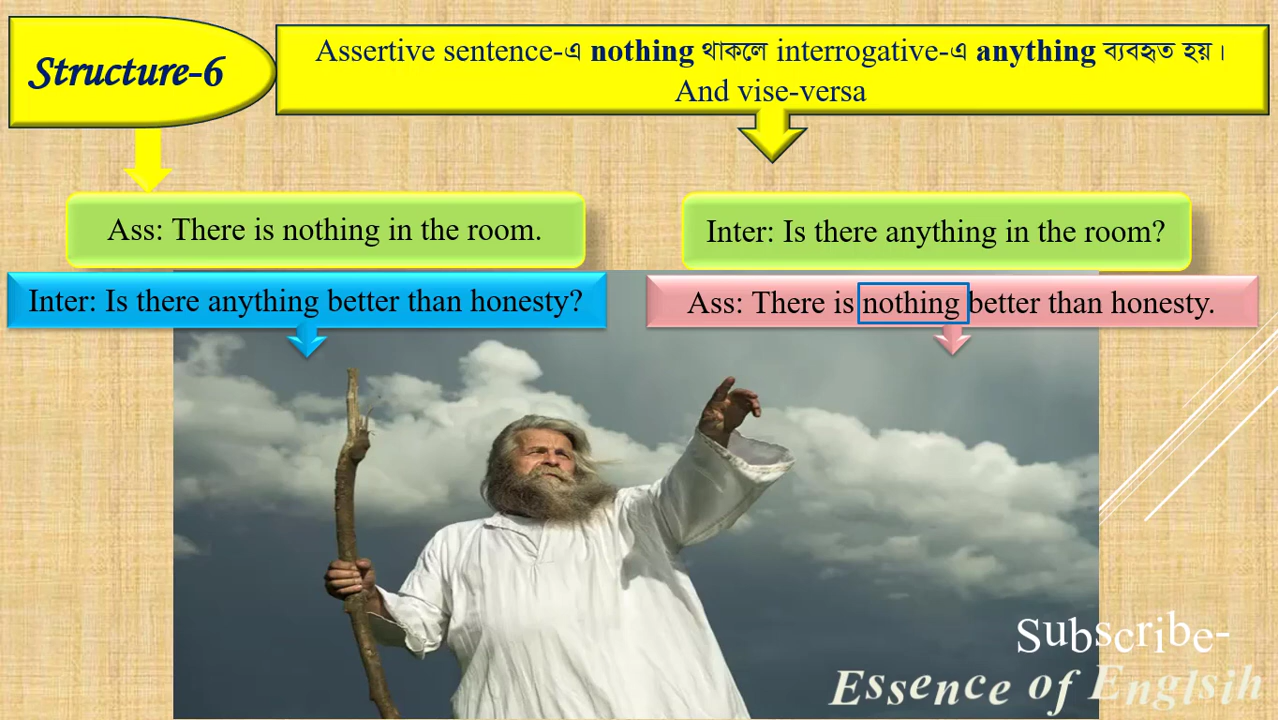 Structure-6
Assertive sentence-এ nothing থাকলে interrogative-এ anything ব্যবহৃত হয়।
And vise-versa
Ass: There is nothing in the room.
Inter: Is there anything in the room?
Inter: Is there anything better than honesty?
Ass: There is nothing better than honesty.
Subscribe-
Essence of Englsih